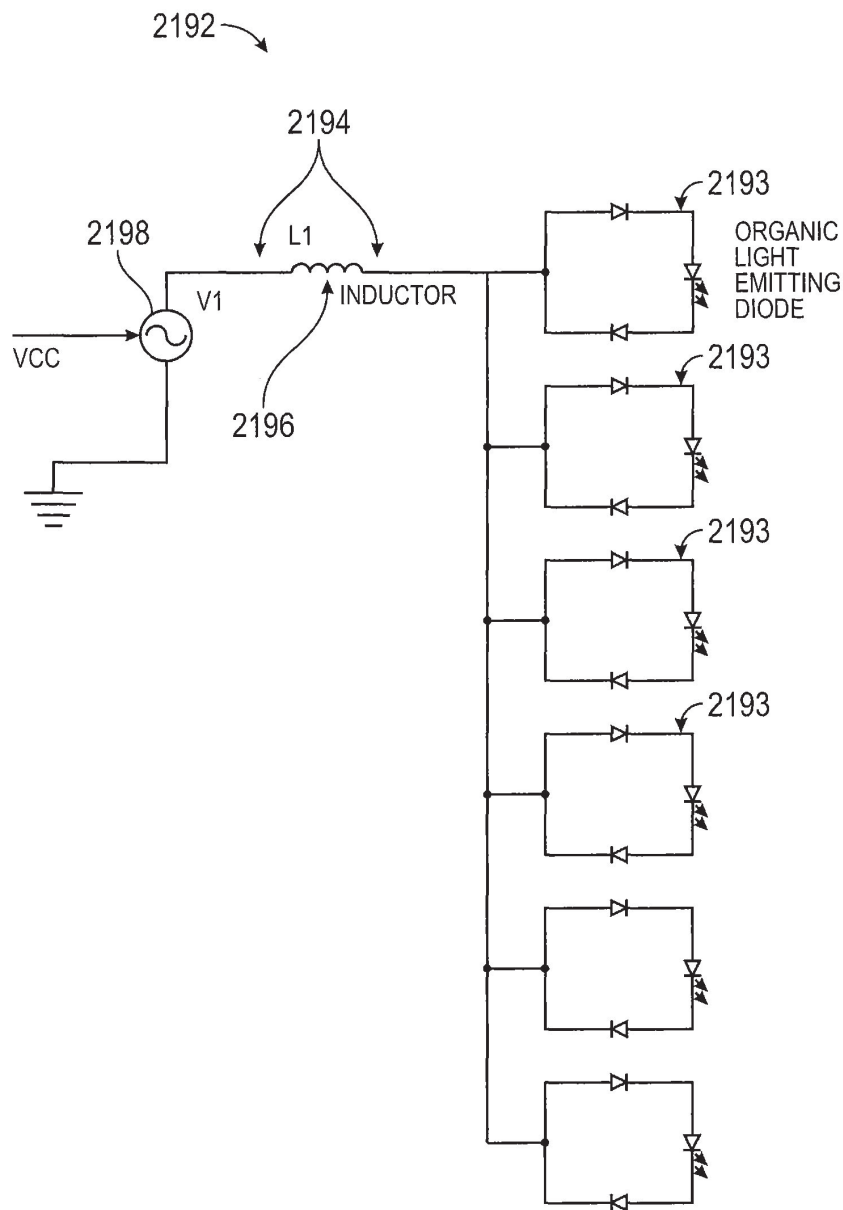 2192
2194
2193
2198
L1
ORGANIC
LIGHT
EMITTING
DIODE
V1
INDUCTOR
VCC
2193
2196
2193
2193